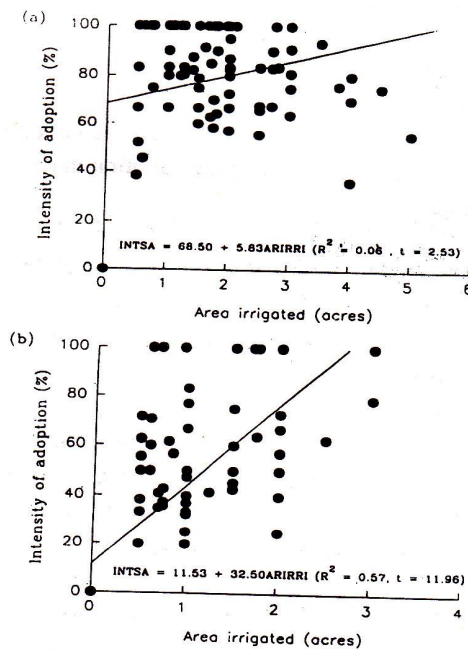 (a)
100
80
60
40
20
0
Intensity of adoption (%)
INTSA = 68.50 + 5.83ARIRRI (R² = 0.06, t = 2.53)
0 1 2 3 4 5 6
Area irrigated (acres)
(b)
100
80
60
40
20
0
Intensity of adoption (%)
INTSA = 11.53 + 32.50ARIRRI (R² = 0.57, t = 11.96)
0 1 2 3 4
Area irrigated (acres)